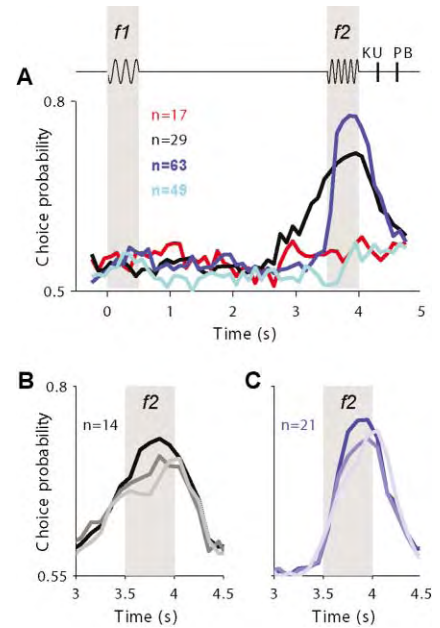 f1
f2
KU
PB
A
0.8
n=17
n=29
n=63
n=49
Choice probability
0.5
0
1
2
3
4
5
Time (s)
B
0.8
f2
n=14
Choice probability
0.55
3
3.5
4
4.5
Time (s)
C
f2
n=21
3
3.5
4
4.5
Time (s)